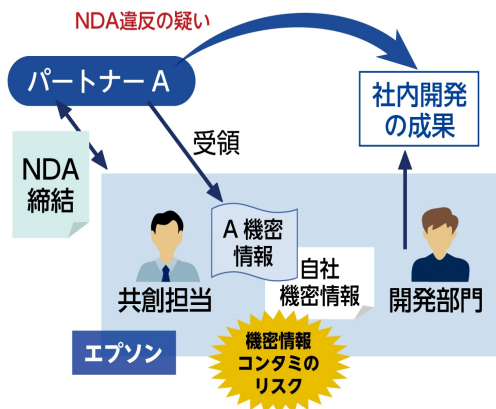 NDA違反の疑い
パートナー A
社内開発
の成果
受領
NDA
締結
A 機密
情報
自社
機密情報
共創担当
開発部門
エプソン
機密情報
コンタミの
リスク